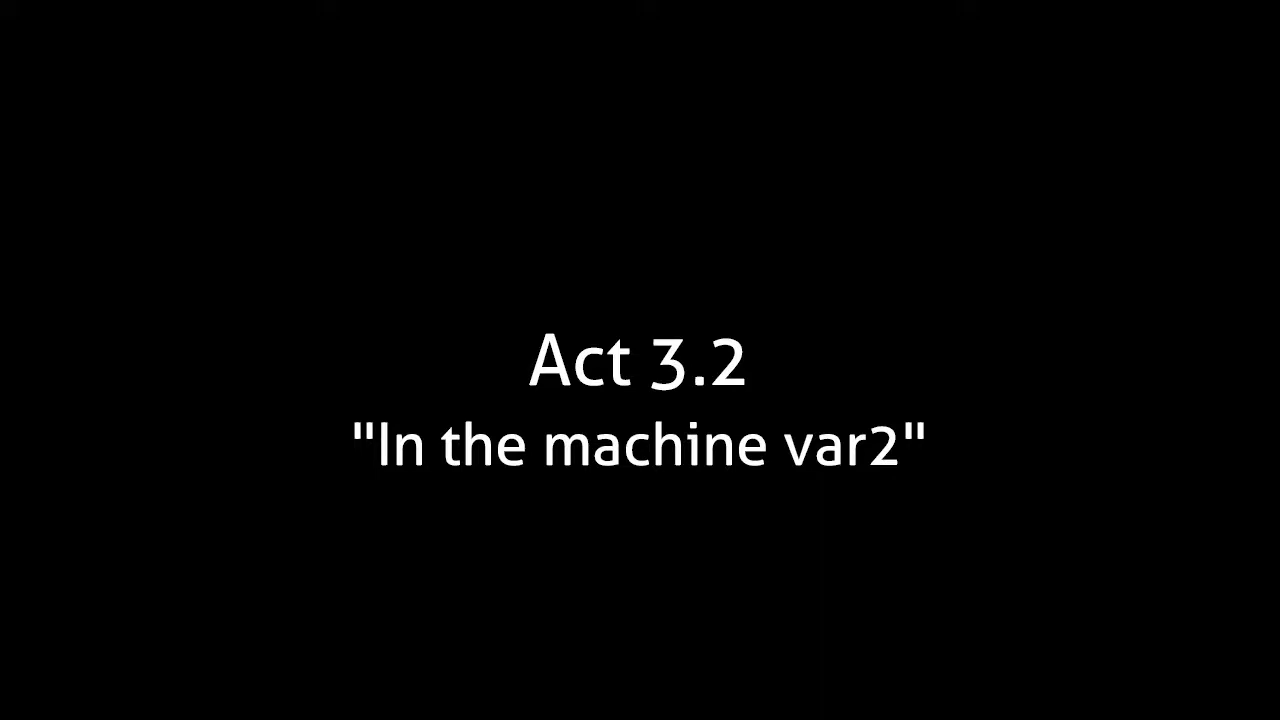 Act 3.2
"In the machine var2"